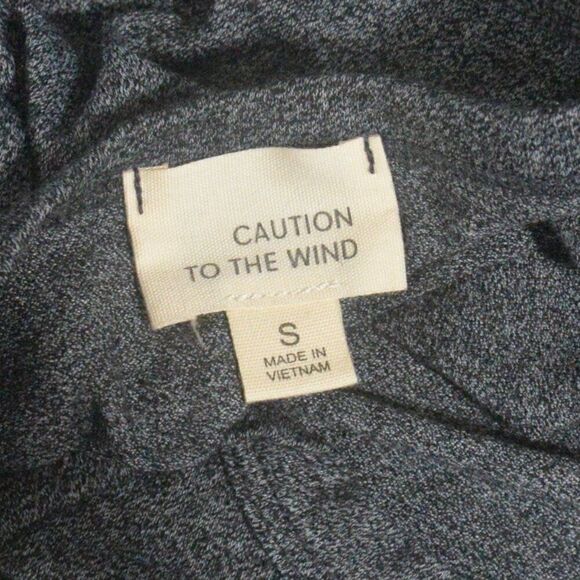 CAUTION
TO THE WIND
S
MADE IN
VIETNAM